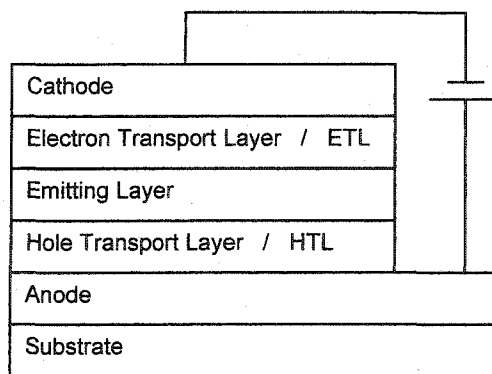 Cathode
Electron Transport Layer / ETL
Emitting Layer
Hole Transport Layer / HTL
Anode
Substrate